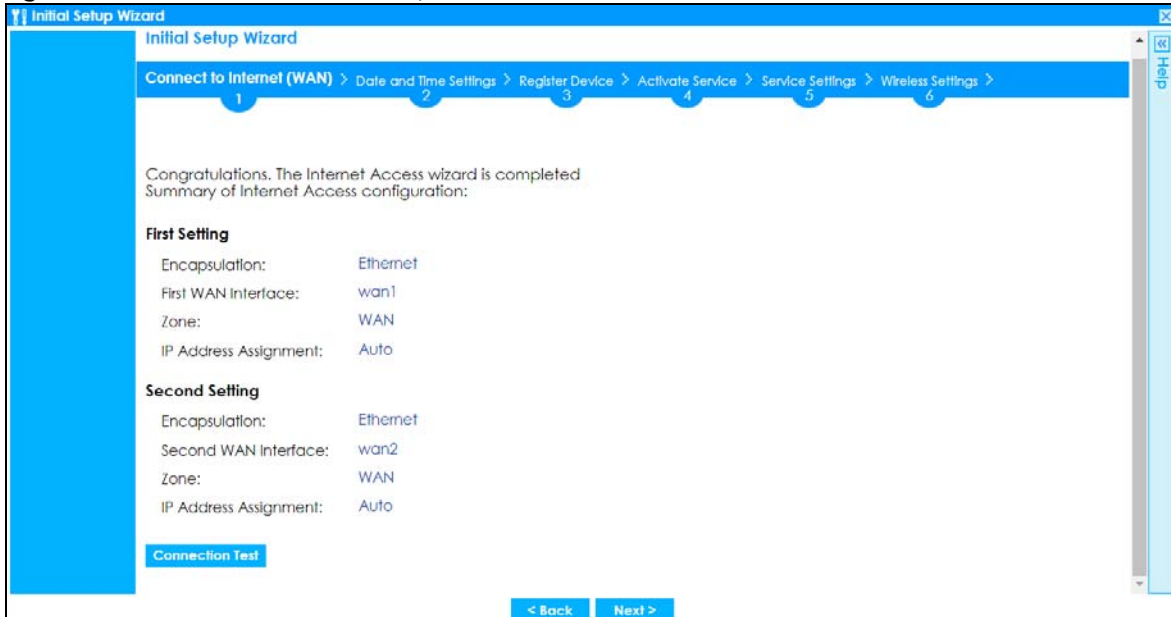 Initial Setup Wizard
Initial Setup Wizard
Help
Connect to Internet (WAN) > Date and Time Settings > Register Device > Activate Service > Service Settings > Wireless Settings >
1 2 3 4 5 6
Congratulations. The Internet Access wizard is completed
Summary of Internet Access configuration:
First Setting
Encapsulation: Ethernet
First WAN Interface: wan1
Zone: WAN
IP Address Assignment: Auto
Second Setting
Encapsulation: Ethernet
Second WAN Interface: wan2
Zone: WAN
IP Address Assignment: Auto
Connection Test
< Back Next >